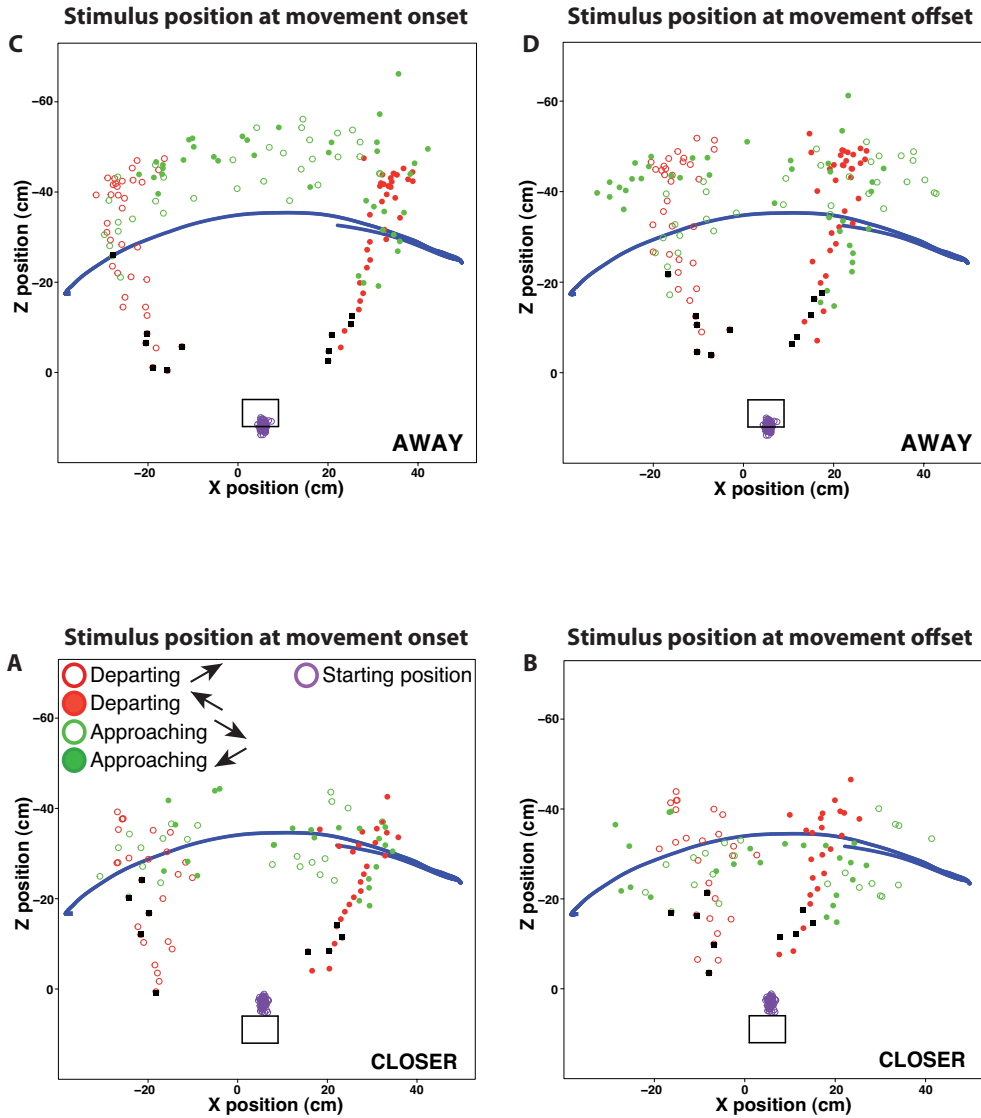 Stimulus position at movement onset
Stimulus position at movement offset
C
D
Z position (cm)
–60
–40
–20
0
–20
0
20
40
X position (cm)
AWAY
Z position (cm)
–60
–40
–20
0
–20
0
20
40
X position (cm)
AWAY
Stimulus position at movement onset
Stimulus position at movement offset
A
B
Departing
Departing
Approaching
Approaching
Starting position
Z position (cm)
–60
–40
–20
0
–20
0
20
40
X position (cm)
CLOSER
Z position (cm)
–60
–40
–20
0
–20
0
20
40
X position (cm)
CLOSER